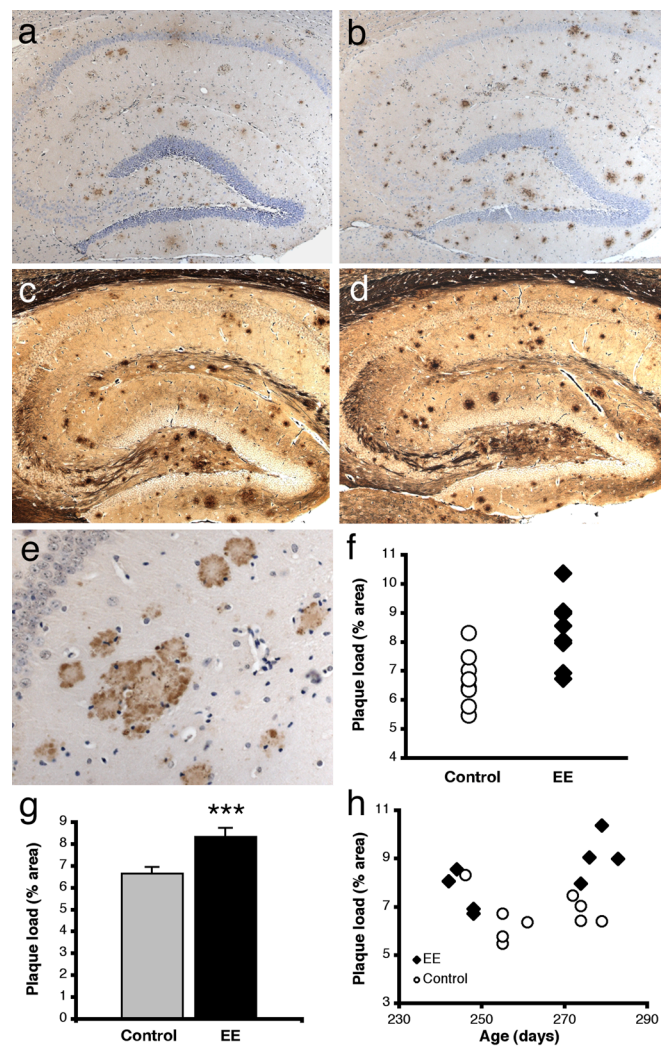 a
b
c
d
e
f
11
10
9
8
7
6
5
4
Plaque load (% area)
Control
EE
g
***
9
8
7
6
5
4
3
2
1
0
Plaque load (% area)
Control
EE
h
11
9
7
5
3
Plaque load (% area)
EE
Control
230
250
270
290
Age (days)